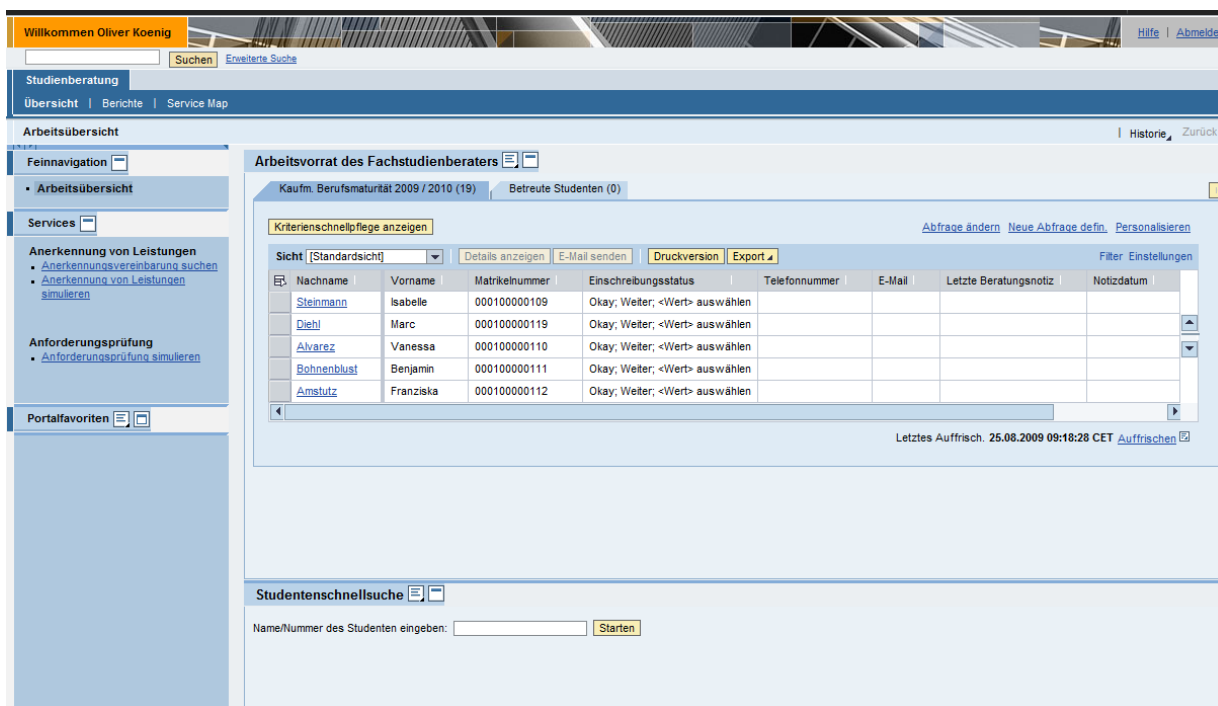 Willkommen Oliver Koenig
Hilfe | Abmelde
Suchen Erweiterte Suche
Studienberatung
Übersicht | Berichte | Service Map
Arbeitsübersicht
| Historie Zurück
Feinnavigation
• Arbeitsübersicht
Services
Anerkennung von Leistungen
• Anerkennungsvereinbarung suchen
• Anerkennung von Leistungen
simulieren
Anforderungsprüfung
• Anforderungsprüfung simulieren
Portalfavoriten
Arbeitsvorrat des Fachstudienberaters
Kaufm. Berufsmaturität 2009 / 2010 (19) Betreute Studenten (0)
Kriterienschnellpflege anzeigen Abfrage ändern Neue Abfrage defin. Personalisieren
Sicht [Standardsicht] Details anzeigen E-Mail senden Druckversion Export Filter Einstellungen
Nachname Vorname Matrikelnummer Einschreibungsstatus Telefonnummer E-Mail Letzte Beratungsnotiz Notizdatum
Steinmann Isabelle 000100000109 Okay; Weiter; <Wert> auswählen
Diehl Marc 000100000119 Okay; Weiter; <Wert> auswählen
Alvarez Vanessa 000100000110 Okay; Weiter; <Wert> auswählen
Bohnenblust Benjamin 000100000111 Okay; Weiter; <Wert> auswählen
Amstutz Franziska 000100000112 Okay; Weiter; <Wert> auswählen
Letztes Auffrisch. 25.08.2009 09:18:28 CET Auffrischen
Studentenschnellsuche
Name/Nummer des Studenten eingeben: Starten